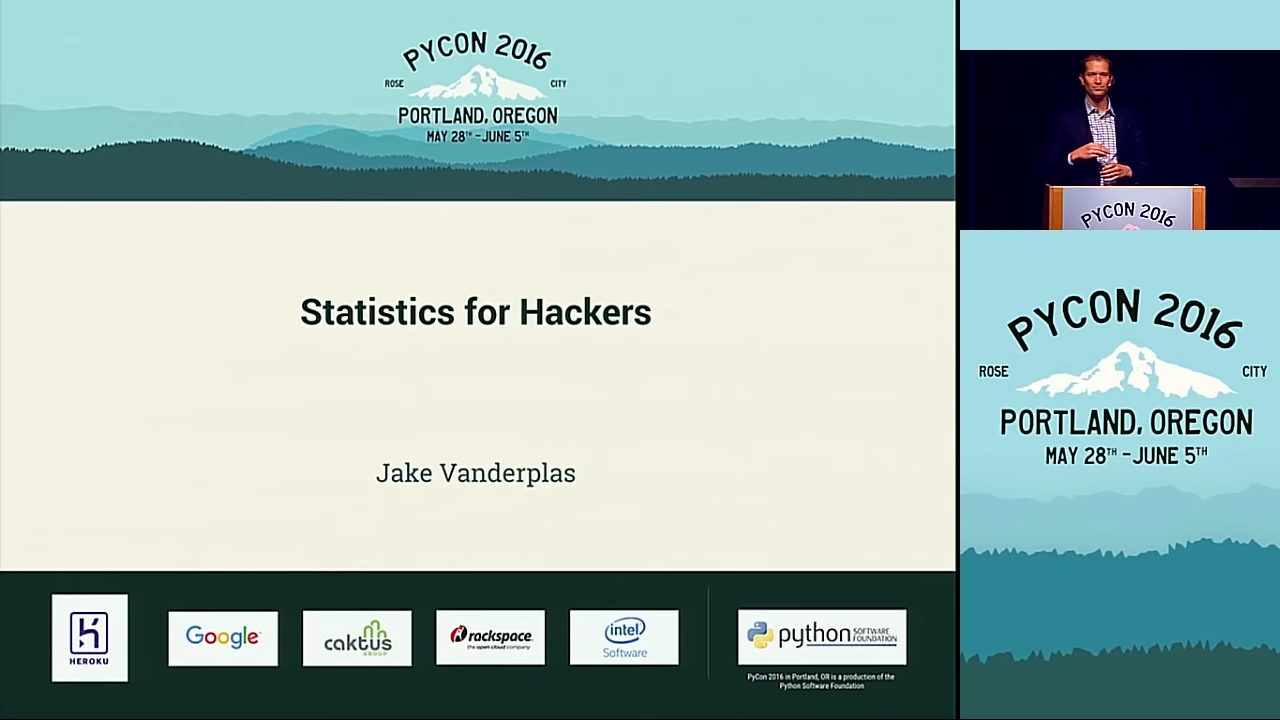 PYCON 2016
ROSE CITY
PORTLAND, OREGON
MAY 28TH - JUNE 5TH
Statistics for Hackers
Jake Vanderplas
HEROKU
Google
caktus
GROUP
rackspace.
the open cloud company
intel
Software
python SOFTWARE FOUNDATION
PyCon 2016 in Portland, OR is a production of the
Python Software Foundation
PYCON 2016
PYCON 2016
ROSE CITY
PORTLAND, OREGON
MAY 28TH - JUNE 5TH